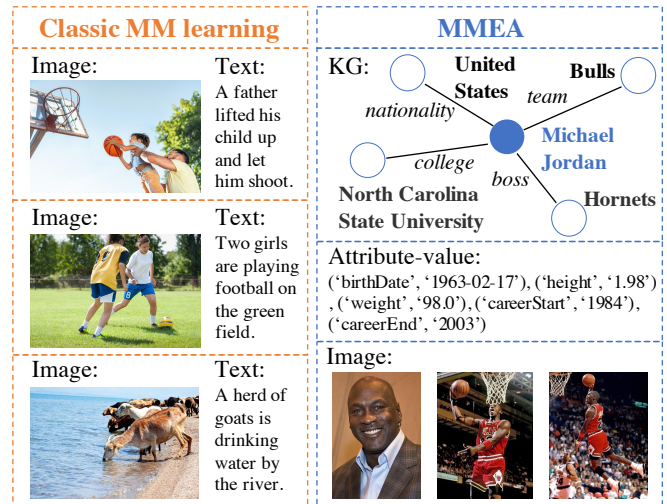 Classic MM learning
Image:
Text:
A father
lifted his
child up
and let
him shoot.
Image:
Text:
Two girls
are playing
football on
the green
field.
Image:
Text:
A herd of
goats is
drinking
water by
the river.
MMEA
KG:
United
States
Bulls
nationality
team
Michael
Jordan
college
boss
North Carolina
State University
Hornets
Attribute-value:
(‘birthDate’, ‘1963-02-17’), (‘height’, ‘1.98’)
, (‘weight’, ‘98.0’), (‘careerStart’, ‘1984’),
(‘careerEnd’, ‘2003’)
Image: